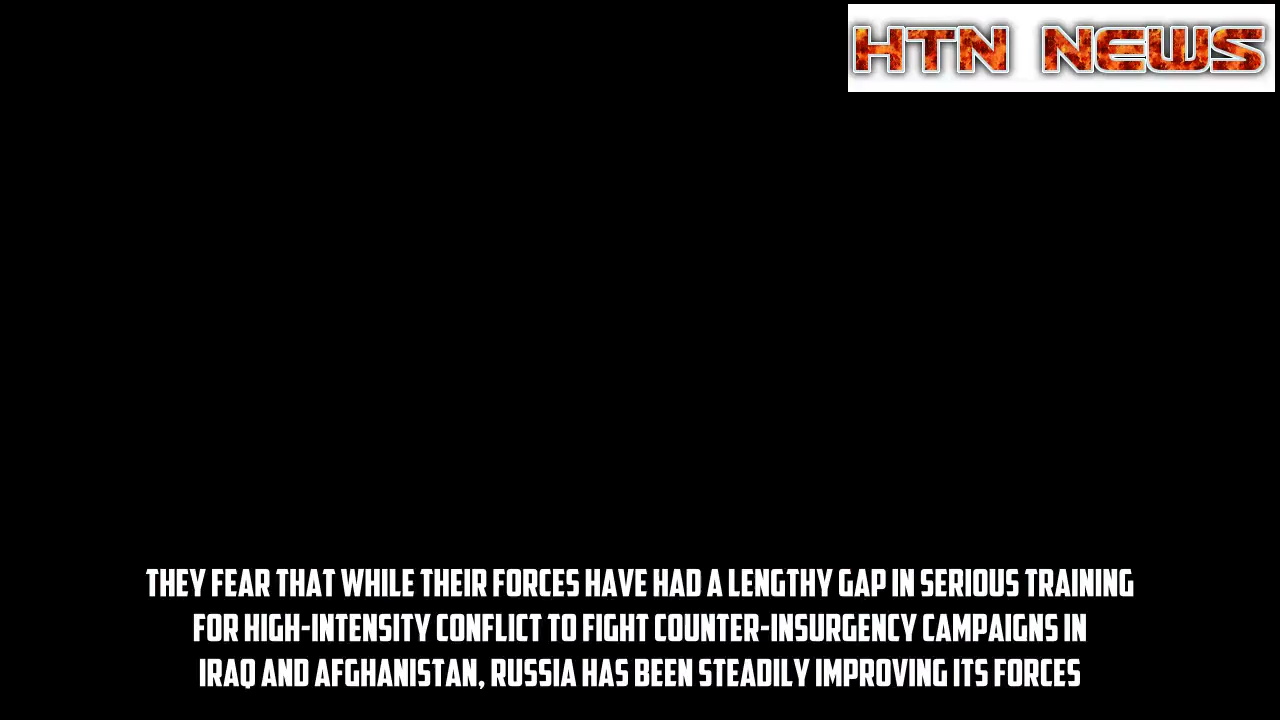 HTN NEWS
THEY FEAR THAT WHILE THEIR FORCES HAVE HAD A LENGTHY GAP IN SERIOUS TRAINING
FOR HIGH-INTENSITY CONFLICT TO FIGHT COUNTER-INSURGENCY CAMPAIGNS IN
IRAQ AND AFGHANISTAN, RUSSIA HAS BEEN STEADILY IMPROVING ITS FORCES